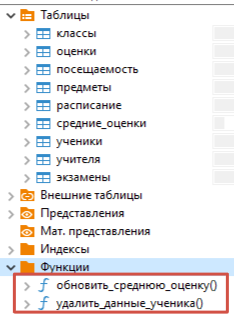 Таблицы
классы
оценки
посещаемость
предметы
расписание
средние_оценки
ученики
учителя
экзамены
Внешние таблицы
Представления
Мат. представления
Индексы
Функции
обновить_среднюю_оценку()
удалить_данные_ученика()